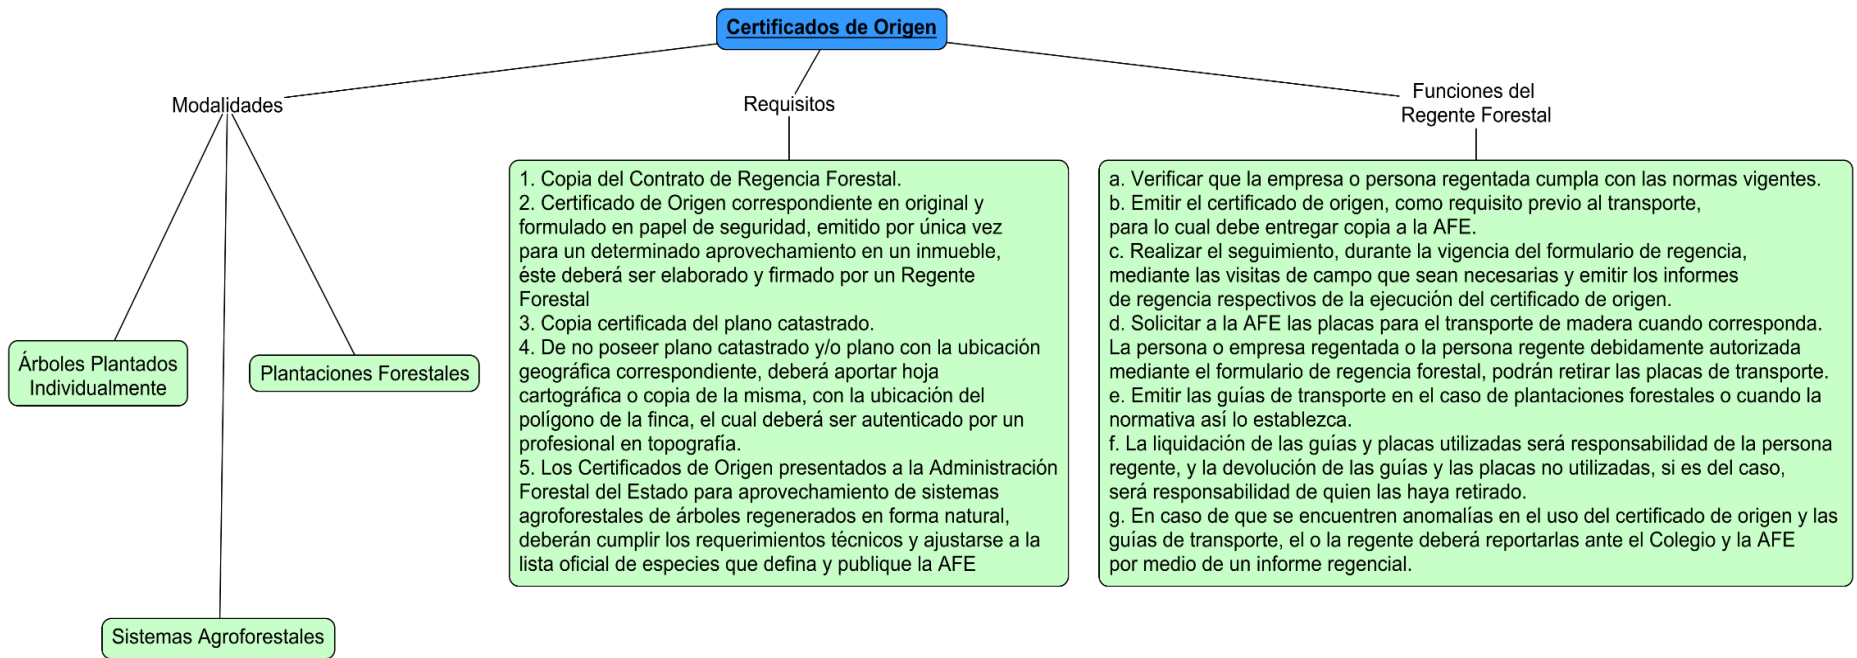 Certificados de Origen
Modalidades
Requisitos
Funciones del
Regente Forestal
Árboles Plantados
Individualmente
Plantaciones Forestales
Sistemas Agroforestales
1. Copia del Contrato de Regencia Forestal.
2. Certificado de Origen correspondiente en original y
formulado en papel de seguridad, emitido por única vez
para un determinado aprovechamiento en un inmueble,
éste deberá ser elaborado y firmado por un Regente
Forestal
3. Copia certificada del plano catastrado.
4. De no poseer plano catastrado y/o plano con la ubicación
geográfica correspondiente, deberá aportar hoja
cartográfica o copia de la misma, con la ubicación del
polígono de la finca, el cual deberá ser autenticado por un
profesional en topografía.
5. Los Certificados de Origen presentados a la Administración
Forestal del Estado para aprovechamiento de sistemas
agroforestales de árboles regenerados en forma natural,
deberán cumplir los requerimientos técnicos y ajustarse a la
lista oficial de especies que defina y publique la AFE
a. Verificar que la empresa o persona regentada cumpla con las normas vigentes.
b. Emitir el certificado de origen, como requisito previo al transporte,
para lo cual debe entregar copia a la AFE.
c. Realizar el seguimiento, durante la vigencia del formulario de regencia,
mediante las visitas de campo que sean necesarias y emitir los informes
de regencia respectivos de la ejecución del certificado de origen.
d. Solicitar a la AFE las placas para el transporte de madera cuando corresponda.
La persona o empresa regentada o la persona regente debidamente autorizada
mediante el formulario de regencia forestal, podrán retirar las placas de transporte.
e. Emitir las guías de transporte en el caso de plantaciones forestales o cuando la
normativa así lo establezca.
f. La liquidación de las guías y placas utilizadas será responsabilidad de la persona
regente, y la devolución de las guías y las placas no utilizadas, si es del caso,
será responsabilidad de quien las haya retirado.
g. En caso de que se encuentren anomalías en el uso del certificado de origen y las
guías de transporte, el o la regente deberá reportarlas ante el Colegio y la AFE
por medio de un informe regencial.